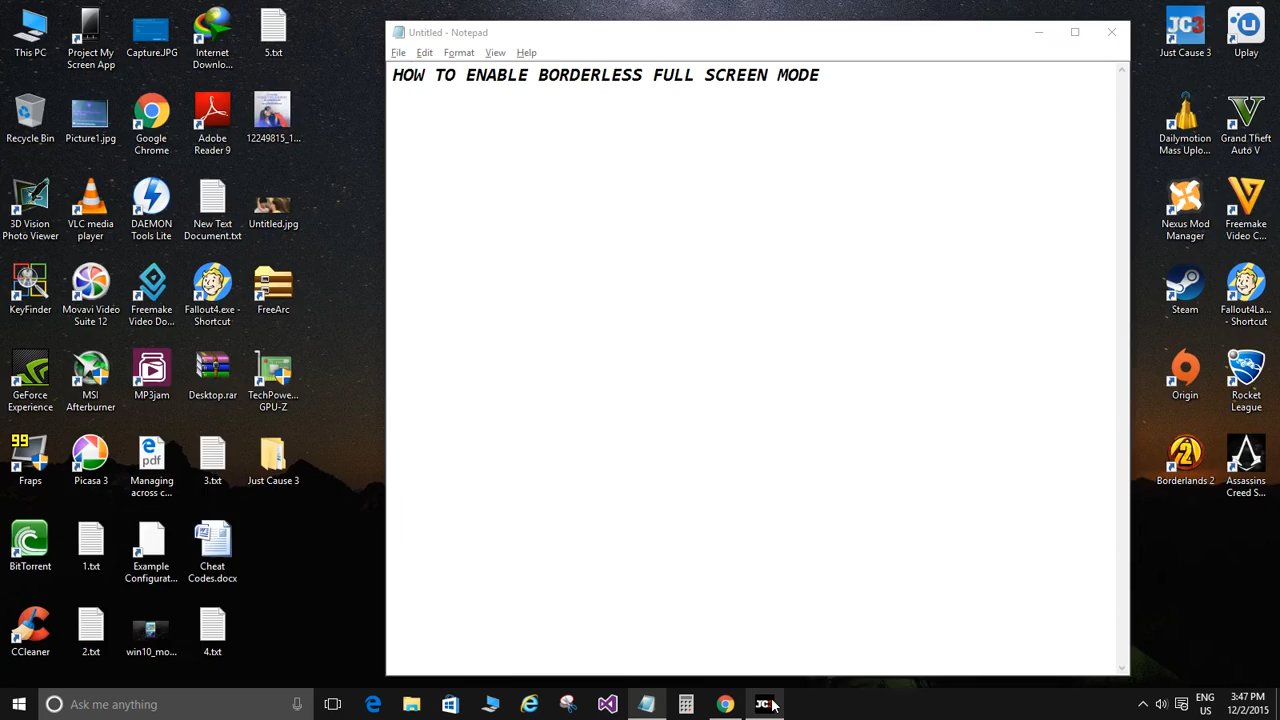 This PC
Project My
Screen App
Capture.JPG
Internet
Downlo...
5.txt
Untitled - Notepad
File Edit Format View Help
HOW TO ENABLE BORDERLESS FULL SCREEN MODE
JC3
Just Cause 3
Uplay
Recycle Bin
Picture1.jpg
Google
Chrome
Adobe
Reader 9
12249815_1...
Dailymotion
Mass Uplo...
Grand Theft
Auto V
3D Vision
Photo Viewer
VLC media
player
DAEMON
Tools Lite
New Text
Document.txt
Untitled.jpg
Nexus Mod
Manager
Freemake
Video C...
KeyFinder
Movavi Video
Suite 12
Freemake
Video Do...
Fallout4.exe -
Shortcut
FreeArc
Steam
Fallout4La...
- Shortcut
GeForce
Experience
MSI
Afterburner
MP3jam
Desktop.rar
TechPowe...
GPU-Z
Origin
Rocket
League
99
Fraps
Picasa 3
pdf
Managing
across c...
3.txt
Just Cause 3
Borderlands 2
Assassins
Creed S...
BitTorrent
1.txt
Example
Configurat...
Cheat
Codes.docx
CCleaner
2.txt
win10_mo...
4.txt
Ask me anything
JC3
ENG
US
3:47 PM
12/2/2015